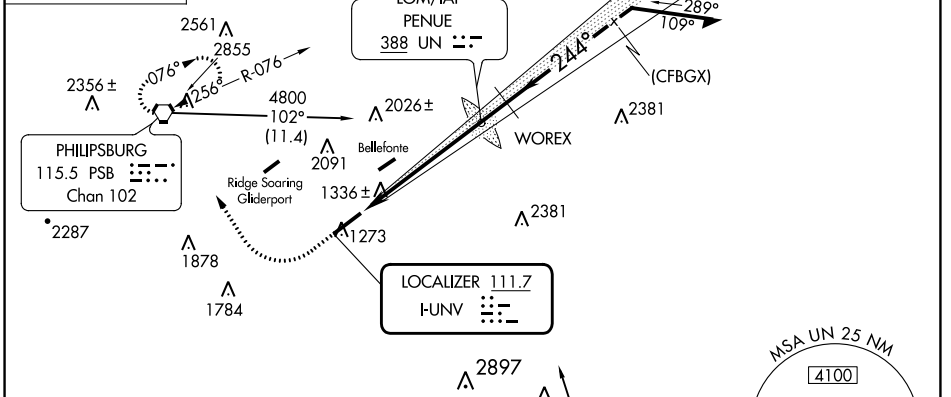 LOM/IAF
PENUE
388 UN
289°
109°
244°
(CFBGX)
2561
2855
076°
R-076
256°
2356±
4800
102°
(11.4)
2026±
2381
WOREX
PHILIPSBURG
115.5 PSB
Chan 102
2091
Bellefonte
Ridge Soaring
Gliderport
1336±
2381
2287
1273
1878
1784
LOCALIZER 111.7
I-UNV
2897
MSA UN 25 NM
4100